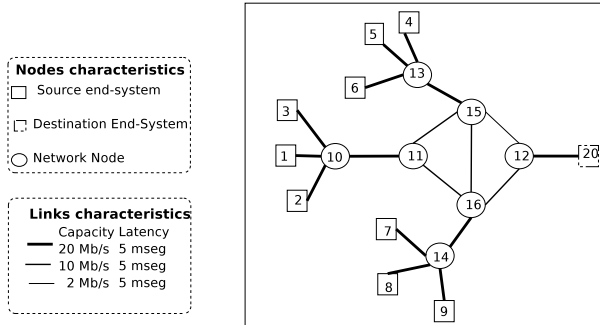 Nodes characteristics
Source end-system
Destination End-System
Network Node
Links characteristics
Capacity Latency
20 Mb/s 5 mseg
10 Mb/s 5 mseg
2 Mb/s 5 mseg
4
5
13
6
15
3
1
10
11
12
20
2
16
7
14
8
9